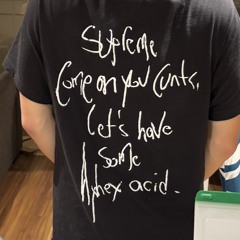 Supreme
Come on you cunts,
let's have
some
Aphex acid.